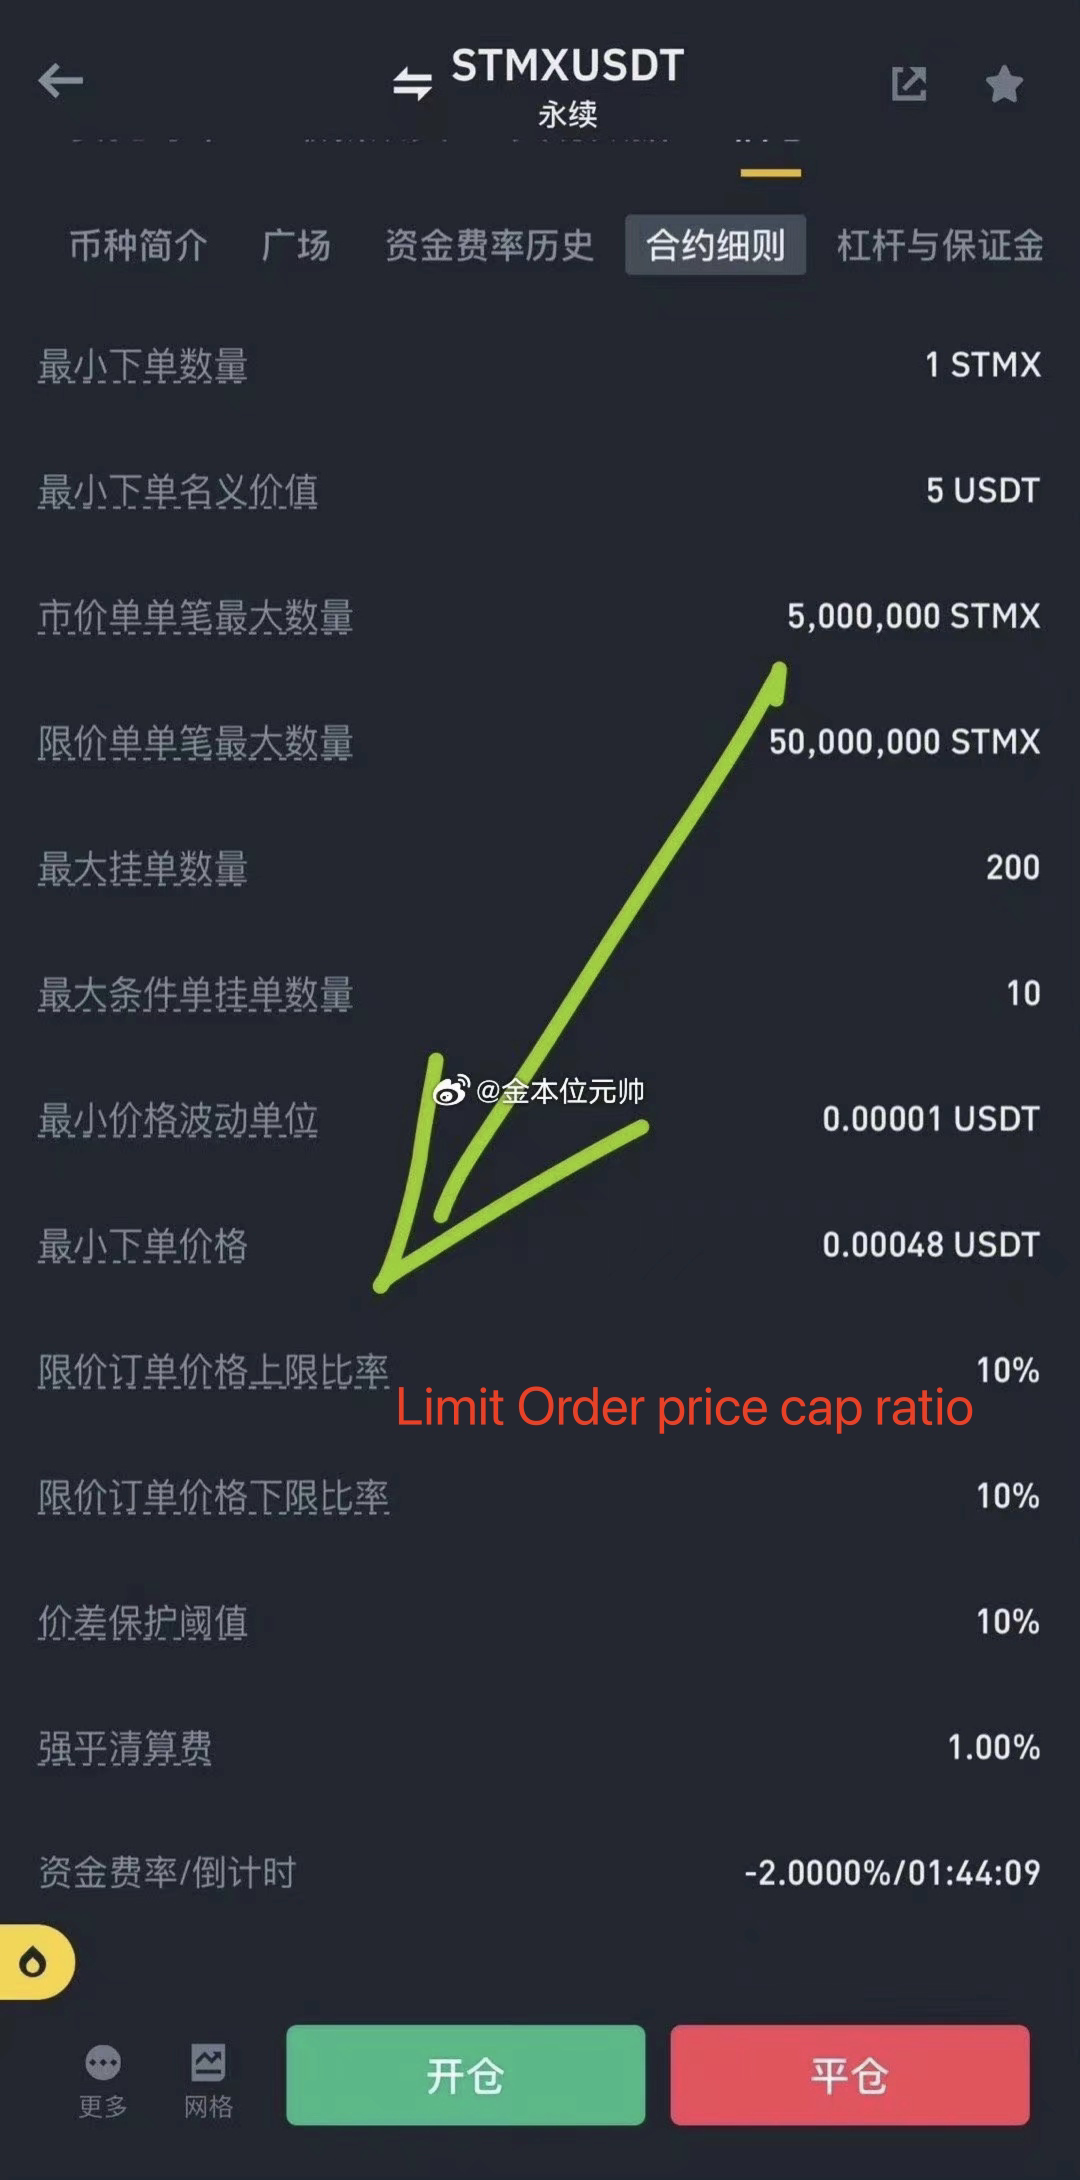 STMXUSDT
永续
币种简介 广场 资金费率历史 合约细则 杠杆与保证金
最小下单数量 1 STMX
最小下单名义价值 5 USDT
市价单单笔最大数量 5,000,000 STMX
限价单单笔最大数量 50,000,000 STMX
最大挂单数量 200
最大条件单挂单数量 10
@金本位元帅
最小价格波动单位 0.00001 USDT
最小下单价格 0.00048 USDT
限价订单价格上限比率 10%
Limit Order price cap ratio
限价订单价格下限比率 10%
价差保护阈值 10%
强平清算费 1.00%
资金费率/倒计时 -2.0000%/01:44:09
更多 网格 开仓 平仓